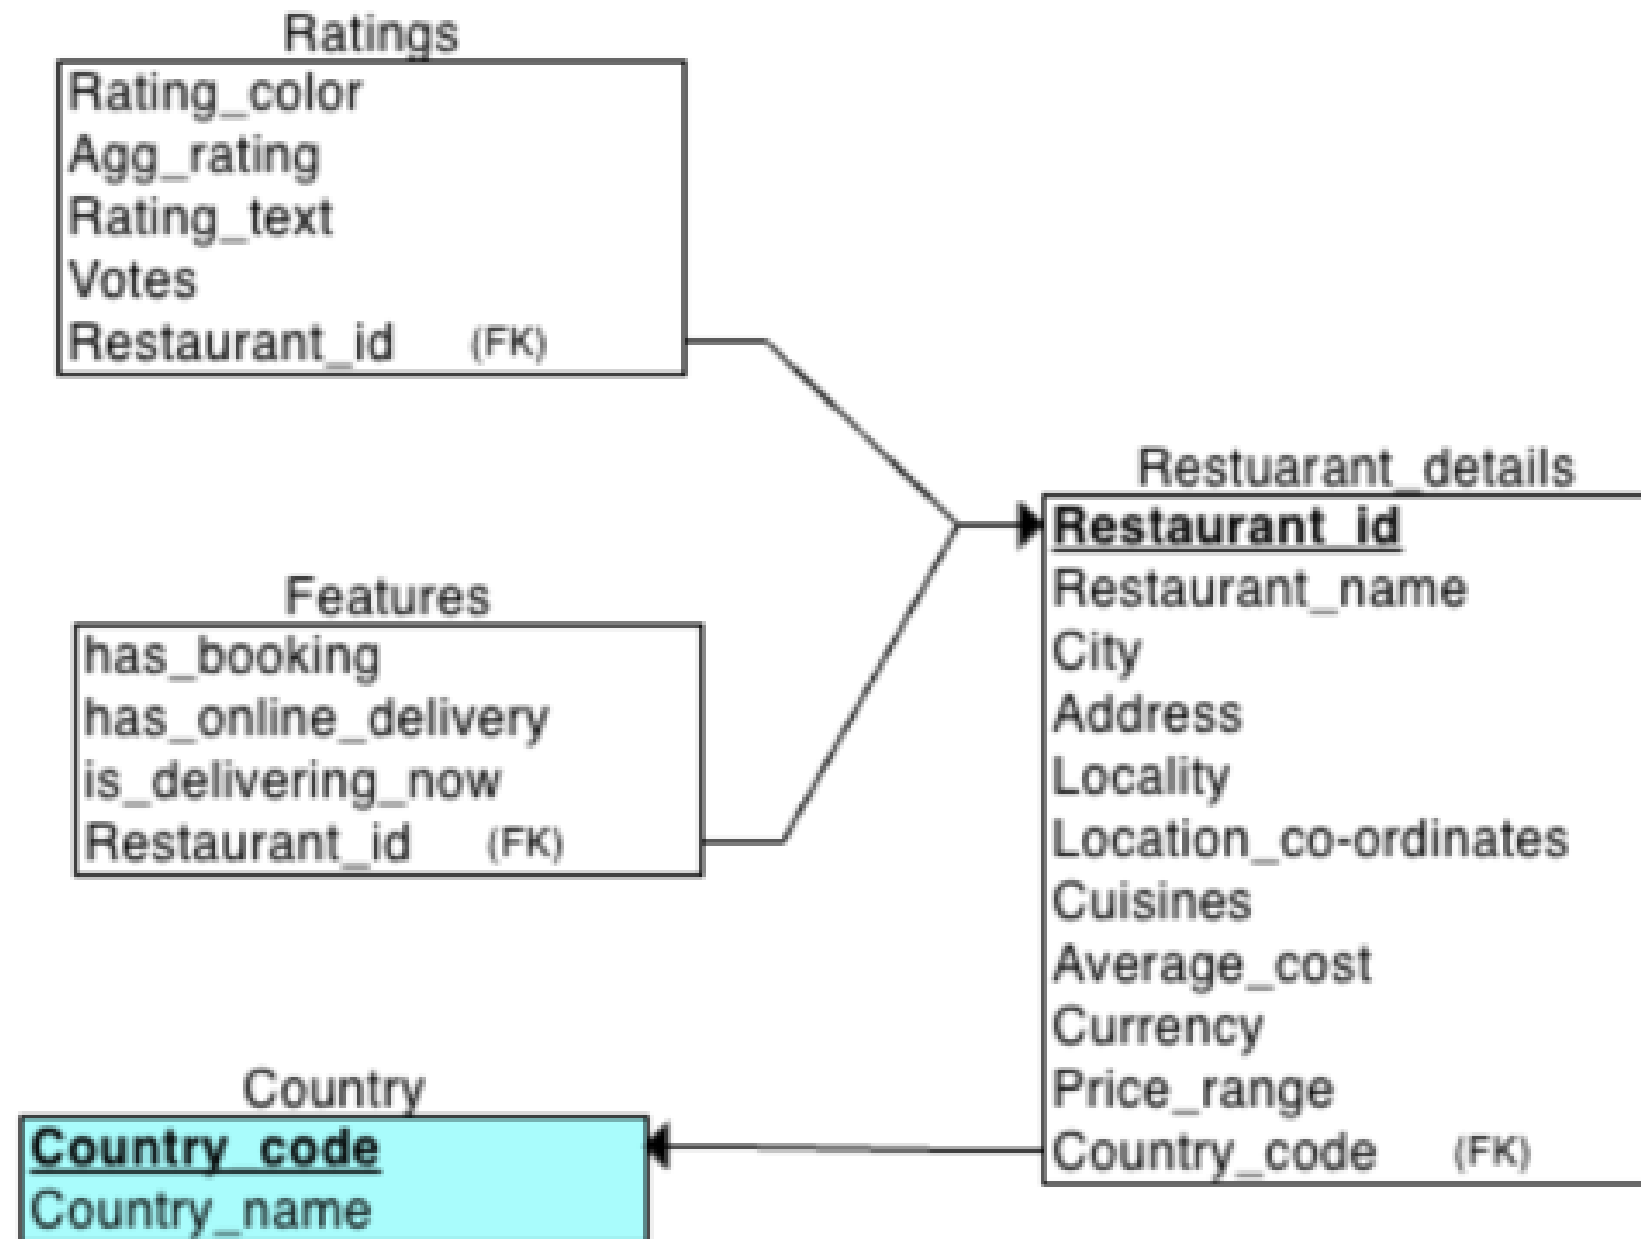 Ratings
Rating_color
Agg_rating
Rating_text
Votes
Restaurant_id (FK)
Features
has_booking
has_online_delivery
is_delivering_now
Restaurant_id (FK)
Country
Country_code
Country_name
Restuarant_details
Restaurant_id
Restaurant_name
City
Address
Locality
Location_co-ordinates
Cuisines
Average_cost
Currency
Price_range
Country_code (FK)